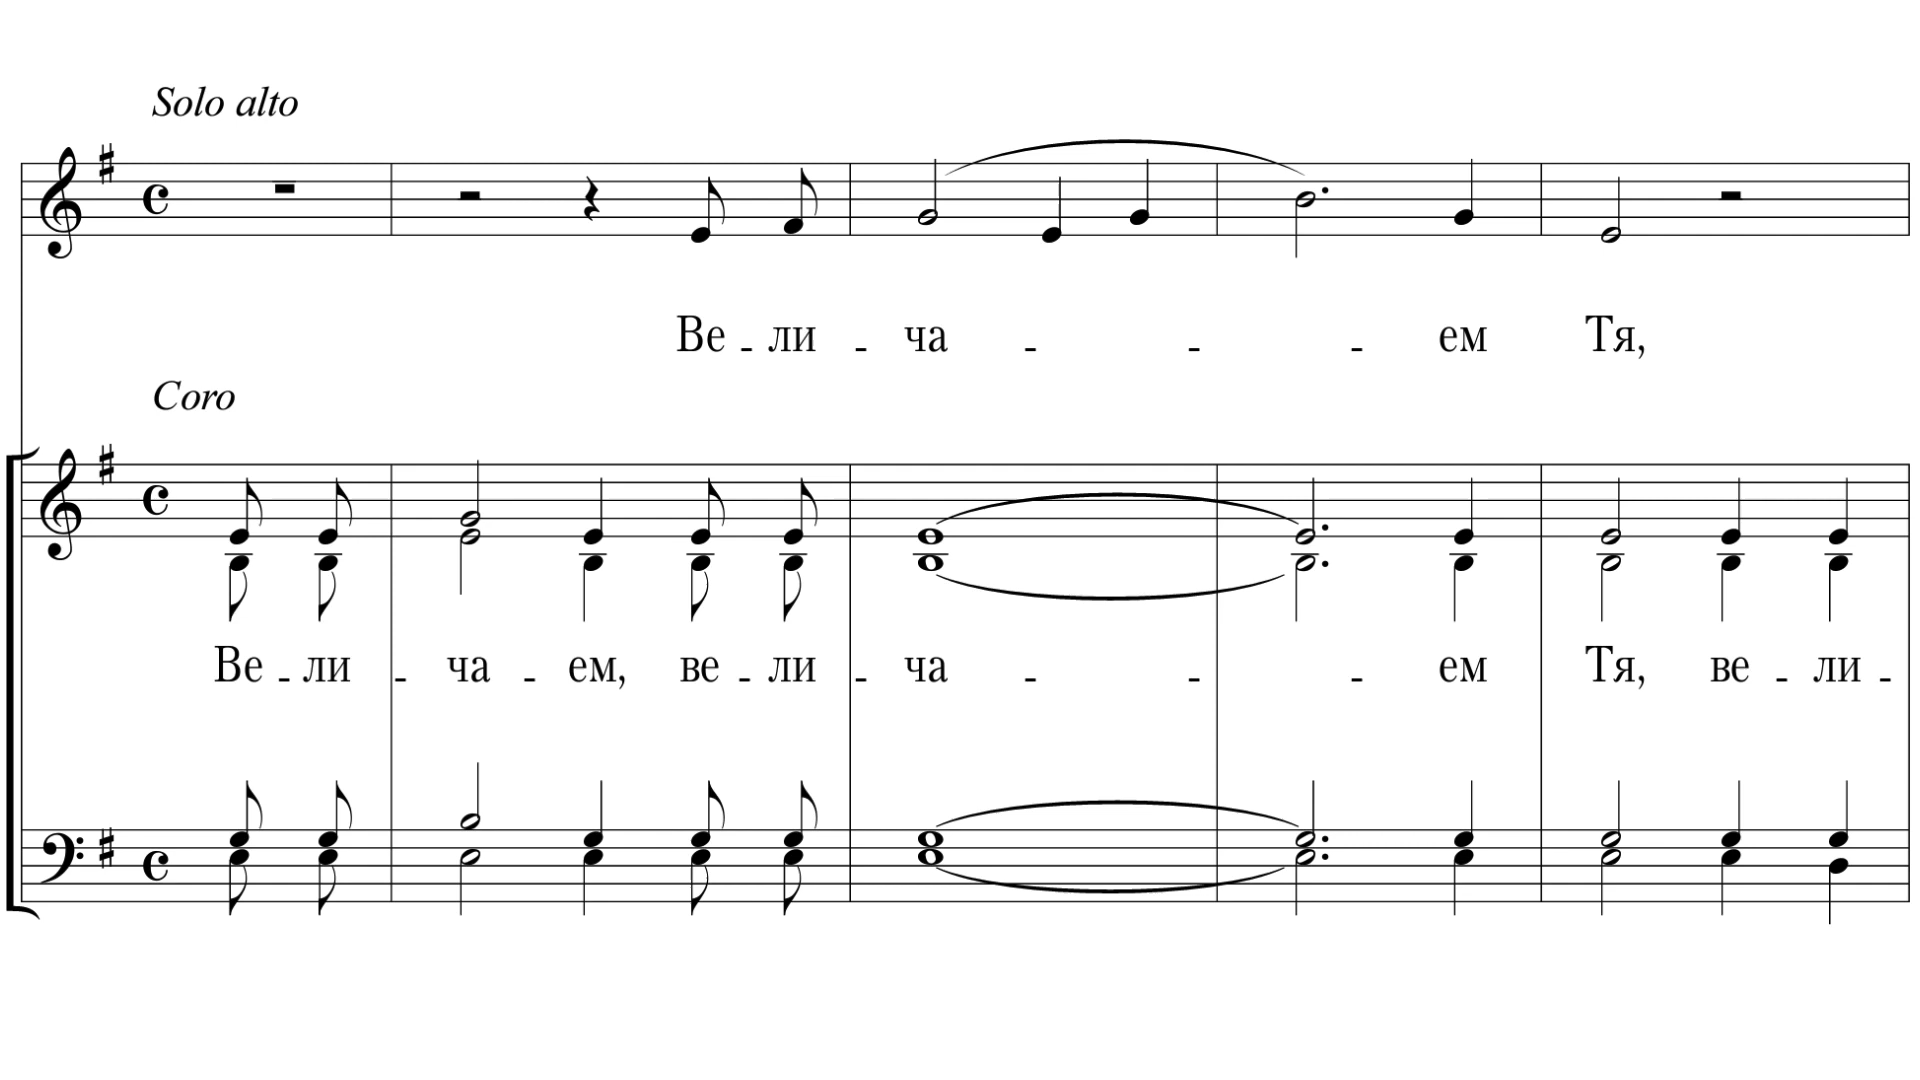 Solo alto
Ве - ли - ча - - - ем Тя,
Coro
Ве - ли - ча - ем, ве - ли - ча - - - ем Тя, ве - ли -